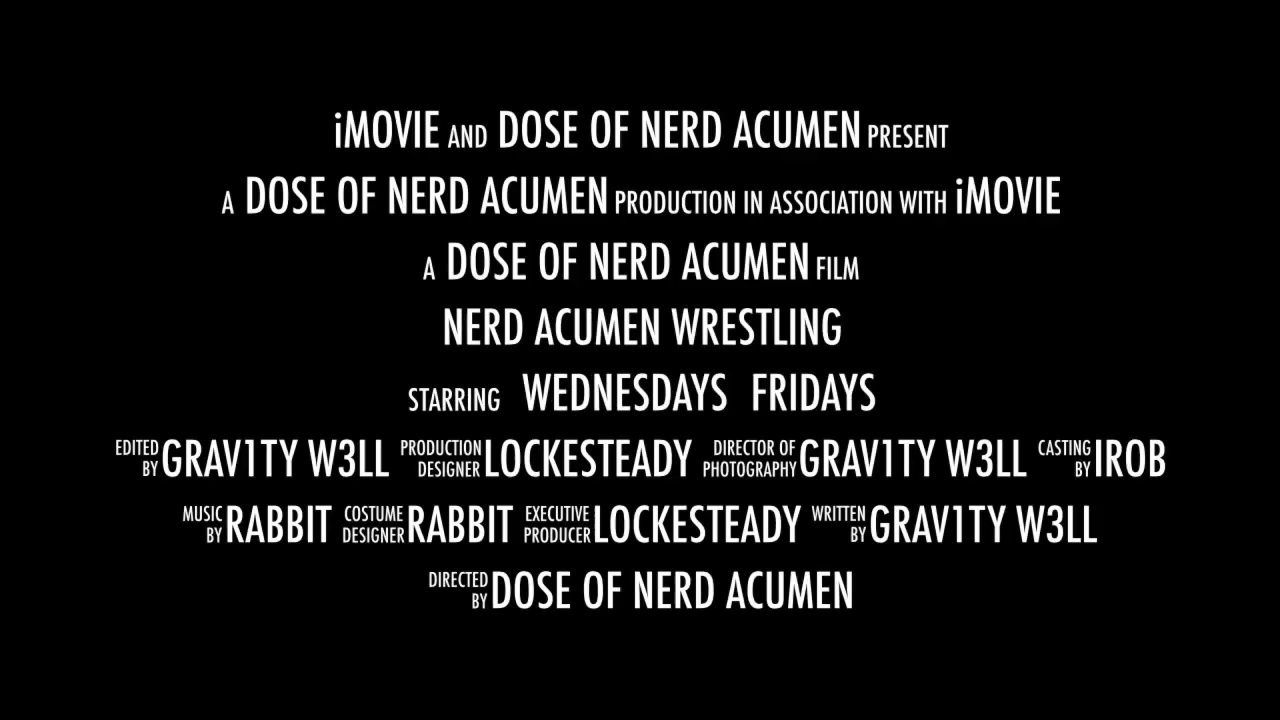 iMOVIE AND DOSE OF NERD ACUMEN PRESENT
A DOSE OF NERD ACUMEN PRODUCTION IN ASSOCIATION WITH iMOVIE
A DOSE OF NERD ACUMEN FILM
NERD ACUMEN WRESTLING
STARRING WEDNESDAYS FRIDAYS
EDITED BY GRAV1TY W3LL PRODUCTION DESIGNER LOCKESTEADY DIRECTOR OF PHOTOGRAPHY GRAV1TY W3LL CASTING BY IROB
MUSIC BY RABBIT COSTUME DESIGNER RABBIT EXECUTIVE PRODUCER LOCKESTEADY WRITTEN BY GRAV1TY W3LL
DIRECTED BY DOSE OF NERD ACUMEN